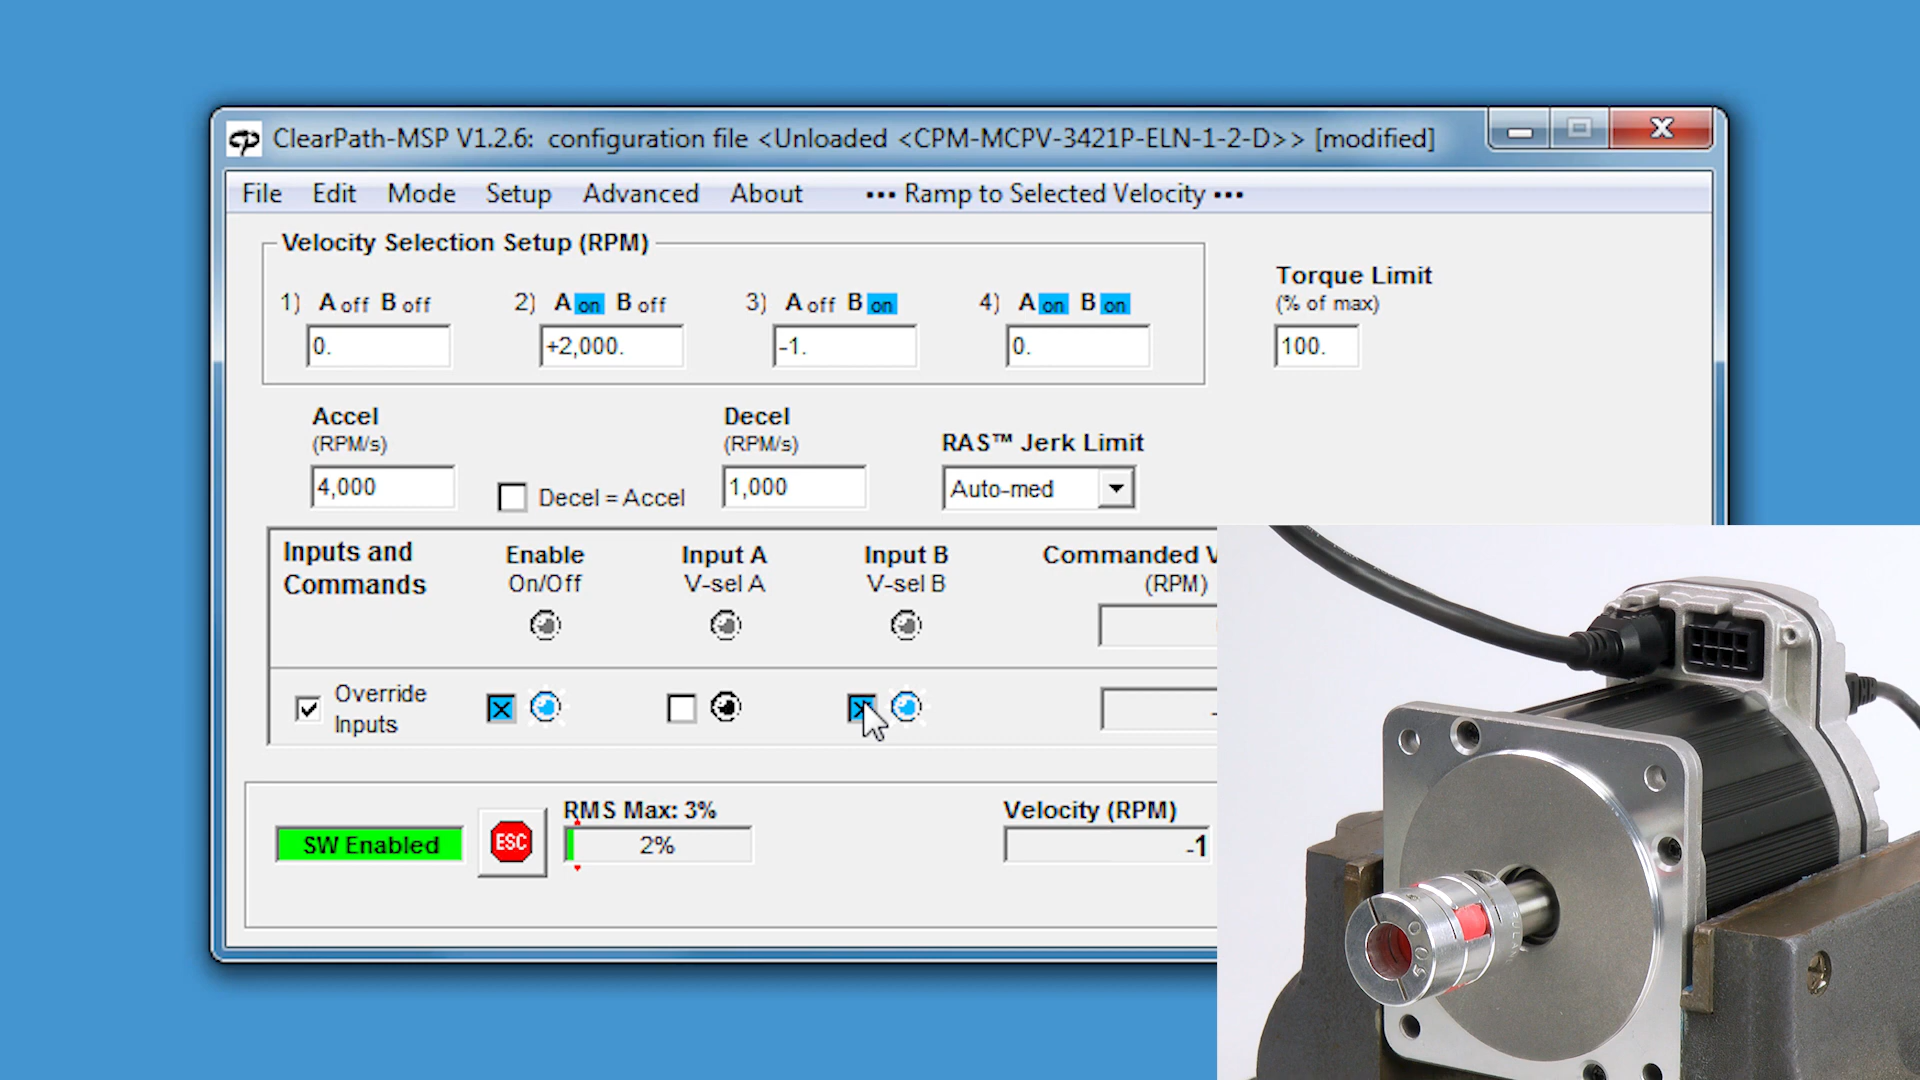 ClearPath-MSP V1.2.6: configuration file <Unloaded <CPM-MCPV-3421P-ELN-1-2-D>> [modified]
File Edit Mode Setup Advanced About ••• Ramp to Selected Velocity •••
Velocity Selection Setup (RPM)
1) A off B off 2) A on B off 3) A off B on 4) A on B on
0. +2,000. -1. 0.
Torque Limit
(% of max)
100.
Accel
(RPM/s)
4,000
Decel = Accel
Decel
(RPM/s)
1,000
RAS™ Jerk Limit
Auto-med
Inputs and
Commands
Enable
On/Off
Input A
V-sel A
Input B
V-sel B
Commanded V
(RPM)
Override
Inputs
SW Enabled
ESC
RMS Max: 3%
2%
Velocity (RPM)
-1